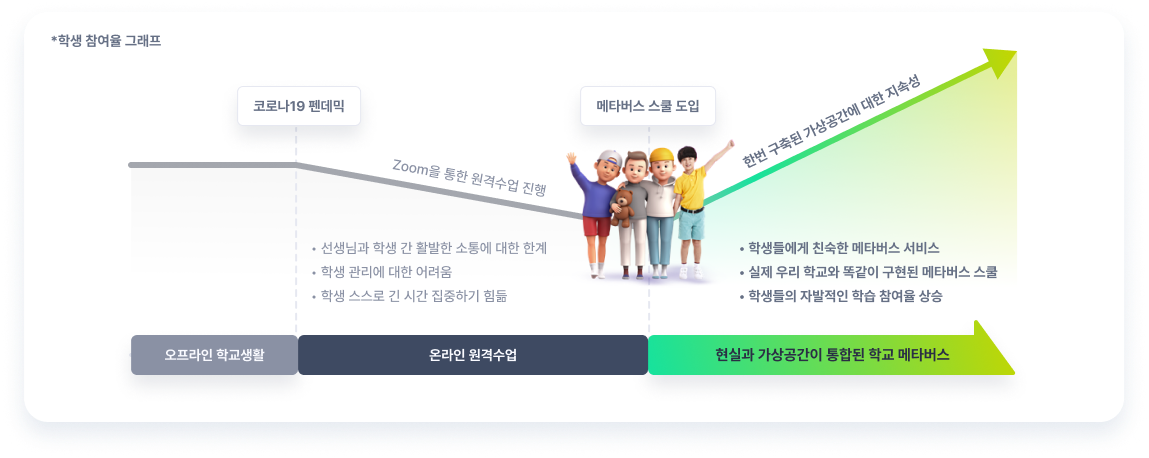 *학생 참여율 그래프
코로나19 펜데믹
메타버스 스쿨 도입
Zoom을 통한 원격수업 진행
한번 구축된 가상공간에 대한 지속성
• 선생님과 학생 간 활발한 소통에 대한 한계
• 학생 관리에 대한 어려움
• 학생 스스로 긴 시간 집중하기 힘듦
• 학생들에게 친숙한 메타버스 서비스
• 실제 우리 학교와 똑같이 구현된 메타버스 스쿨
• 학생들의 자발적인 학습 참여율 상승
오프라인 학교생활
온라인 원격수업
현실과 가상공간이 통합된 학교 메타버스